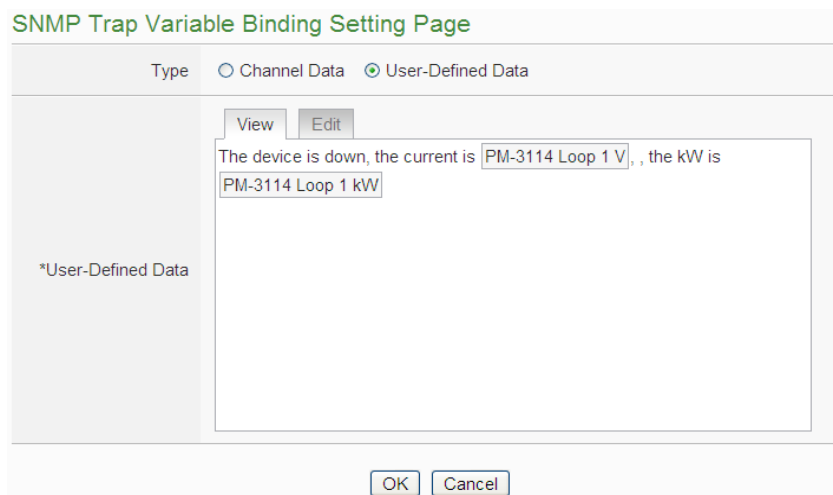 SNMP Trap Variable Binding Setting Page
Type Channel Data User-Defined Data
View Edit
The device is down, the current is PM-3114 Loop 1 V , , the kW is
PM-3114 Loop 1 kW
*User-Defined Data
OK Cancel